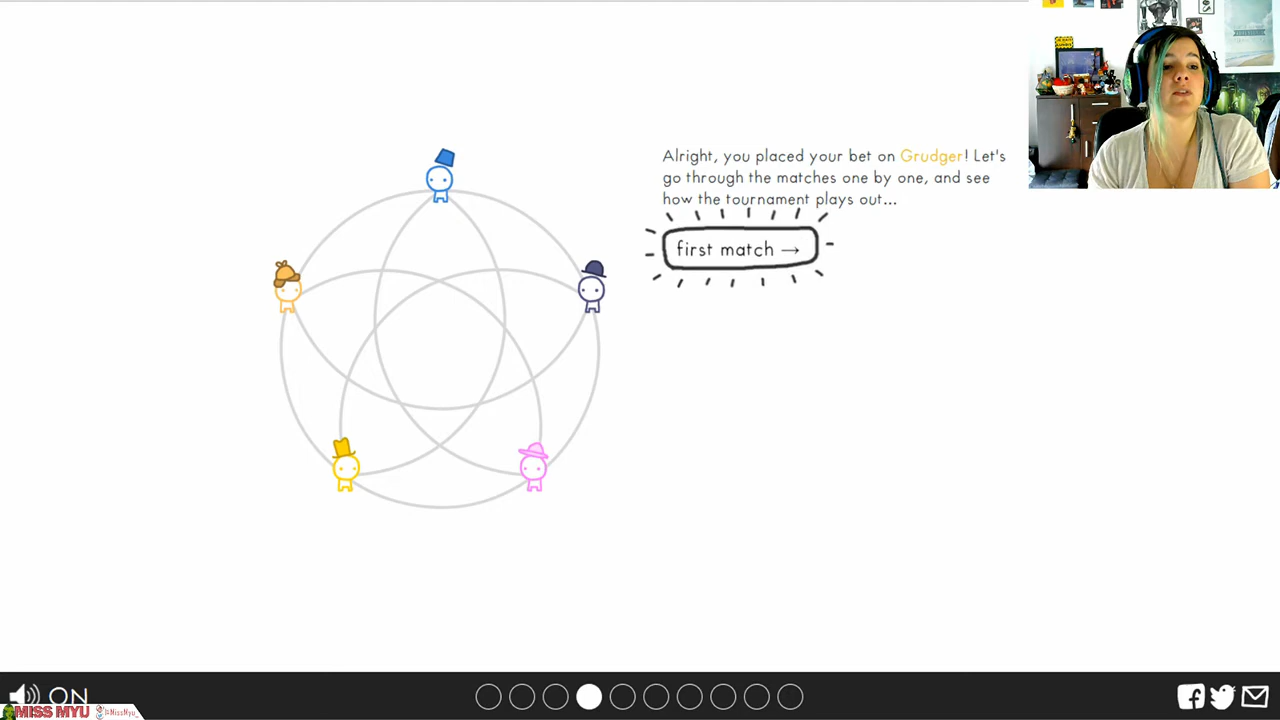 Alright, you placed your bet on Grudger! Let's
go through the matches one by one, and see
how the tournament plays out...
first match →
ON
MISS MYU
@MissMyu_